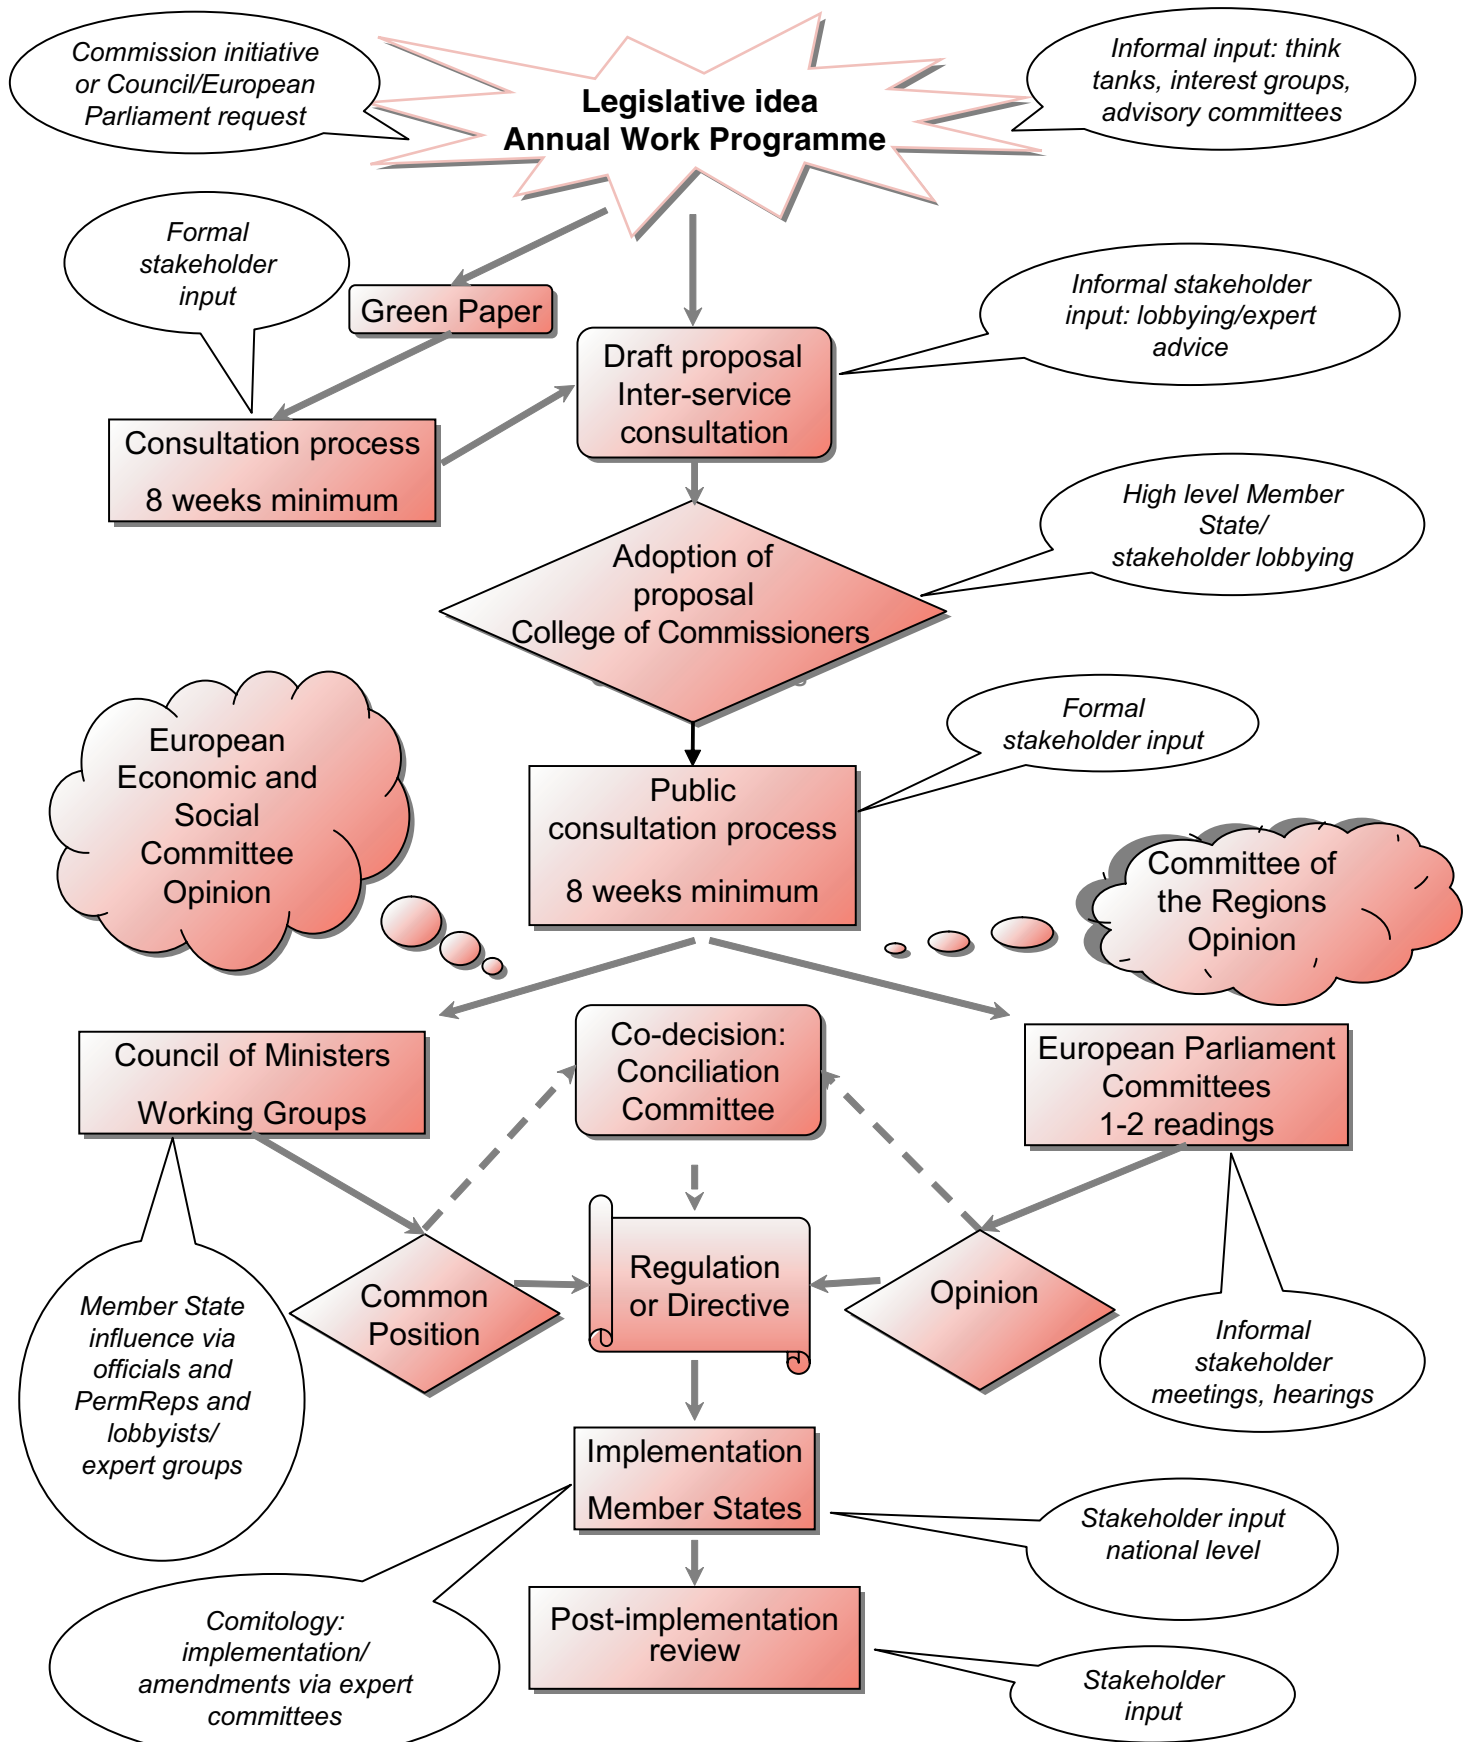 Commission initiative
or Council/European
Parliament request
Legislative idea
Annual Work Programme
Informal input: think
tanks, interest groups,
advisory committees
Formal
stakeholder
input
Green Paper
Informal stakeholder
input: lobbying/expert
advice
Draft proposal
Inter-service
consultation
Consultation process
8 weeks minimum
High level Member
State/
stakeholder lobbying
Adoption of
proposal
College of Commissioners
Formal
stakeholder input
European
Economic and
Social
Committee
Opinion
Public
consultation process
8 weeks minimum
Committee of
the Regions
Opinion
Council of Ministers
Working Groups
Co-decision:
Conciliation
Committee
European Parliament
Committees
1-2 readings
Common
Position
Regulation
or Directive
Opinion
Member State
influence via
officials and
PermReps and
lobbyists/
expert groups
Informal
stakeholder
meetings, hearings
Implementation
Member States
Stakeholder input
national level
Comitology:
implementation/
amendments via expert
committees
Post-implementation
review
Stakeholder
input